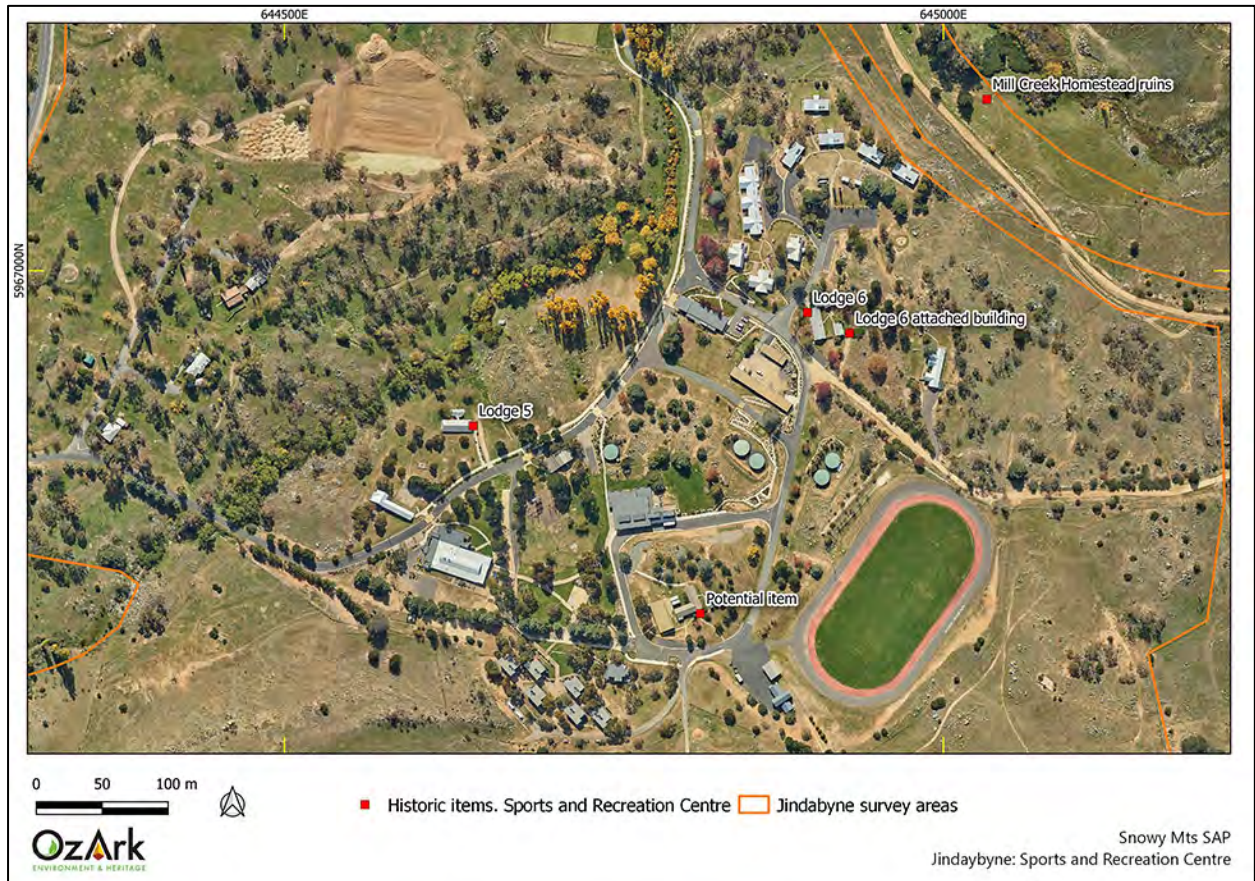 644500E
645000E
5967000N
Mill Creek Homestead ruins
Lodge 6
Lodge 6 attached building
Lodge 5
Potential item
0 50 100 m
Historic items. Sports and Recreation Centre
Jindabyne survey areas
OzArk
ENVIRONMENT & HERITAGE
Snowy Mts SAP
Jindaybyne: Sports and Recreation Centre